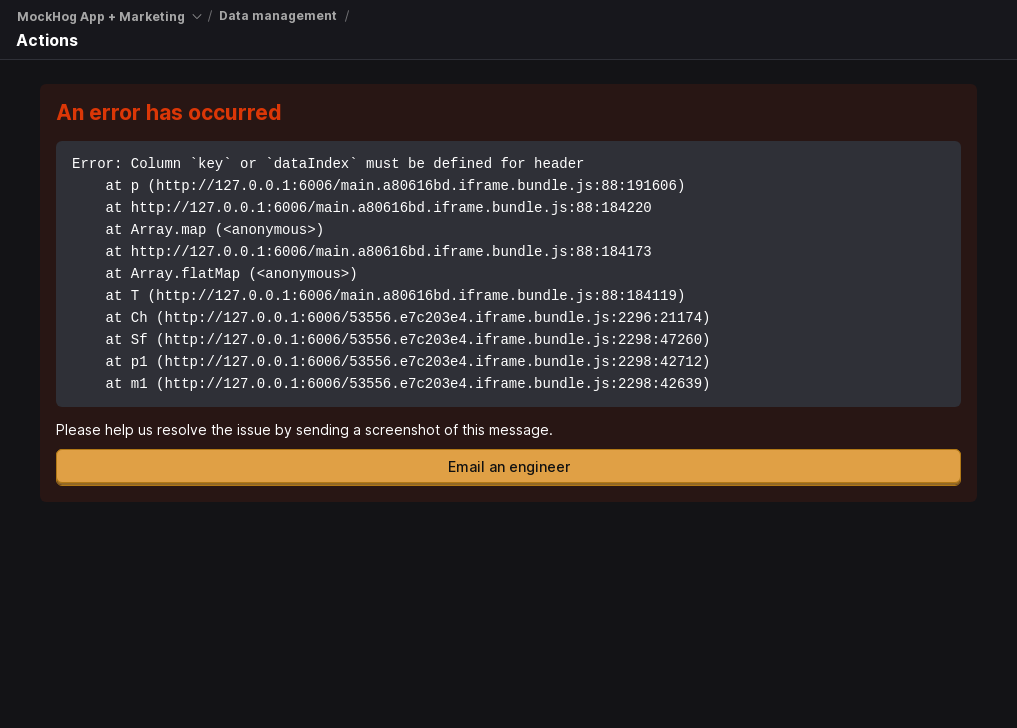 MockHog App + Marketing / Data management /
Actions
An error has occurred
Error: Column `key` or `dataIndex` must be defined for header
    at p (http://127.0.0.1:6006/main.a80616bd.iframe.bundle.js:88:191606)
    at http://127.0.0.1:6006/main.a80616bd.iframe.bundle.js:88:184220
    at Array.map (<anonymous>)
    at http://127.0.0.1:6006/main.a80616bd.iframe.bundle.js:88:184173
    at Array.flatMap (<anonymous>)
    at T (http://127.0.0.1:6006/main.a80616bd.iframe.bundle.js:88:184119)
    at Ch (http://127.0.0.1:6006/53556.e7c203e4.iframe.bundle.js:2296:21174)
    at Sf (http://127.0.0.1:6006/53556.e7c203e4.iframe.bundle.js:2298:47260)
    at p1 (http://127.0.0.1:6006/53556.e7c203e4.iframe.bundle.js:2298:42712)
    at m1 (http://127.0.0.1:6006/53556.e7c203e4.iframe.bundle.js:2298:42639)
Please help us resolve the issue by sending a screenshot of this message.
Email an engineer